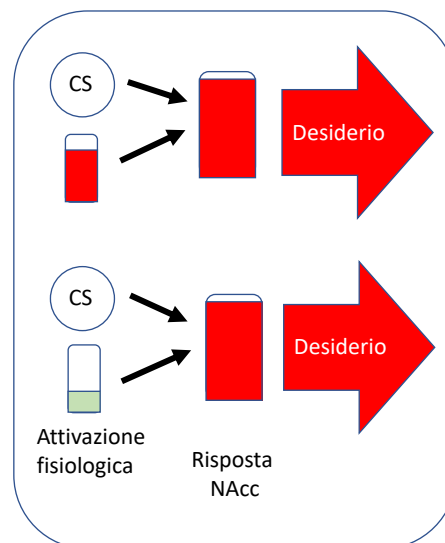 CS
Desiderio
CS
Desiderio
Attivazione
fisiologica
Risposta
NAcc